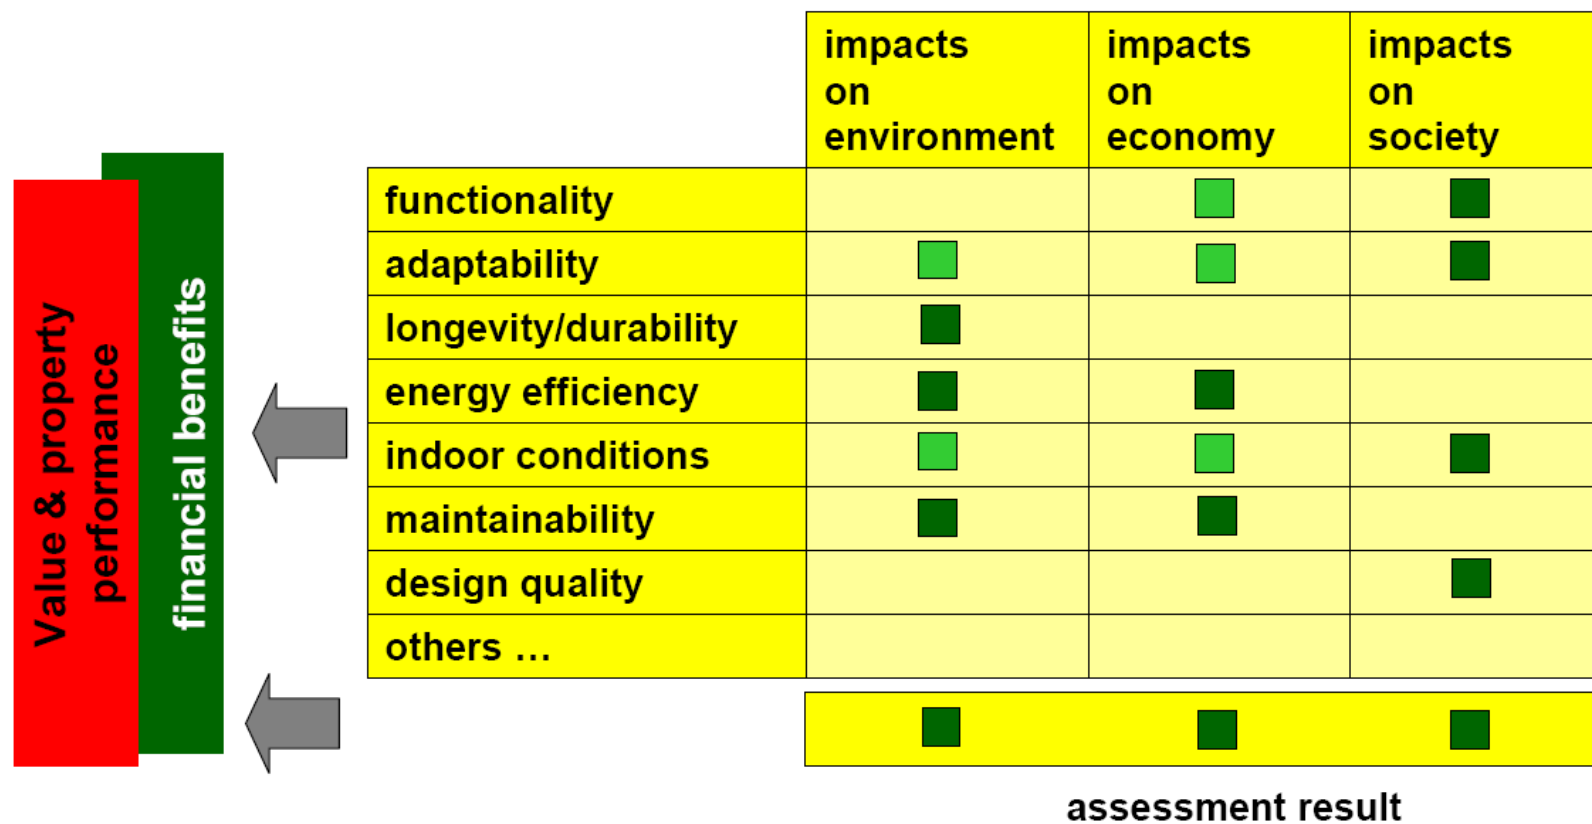 impacts
on
environment
impacts
on
economy
impacts
on
society
functionality
adaptability
longevity/durability
energy efficiency
indoor conditions
maintainability
design quality
others ...
Value & property
performance
financial benefits
assessment result